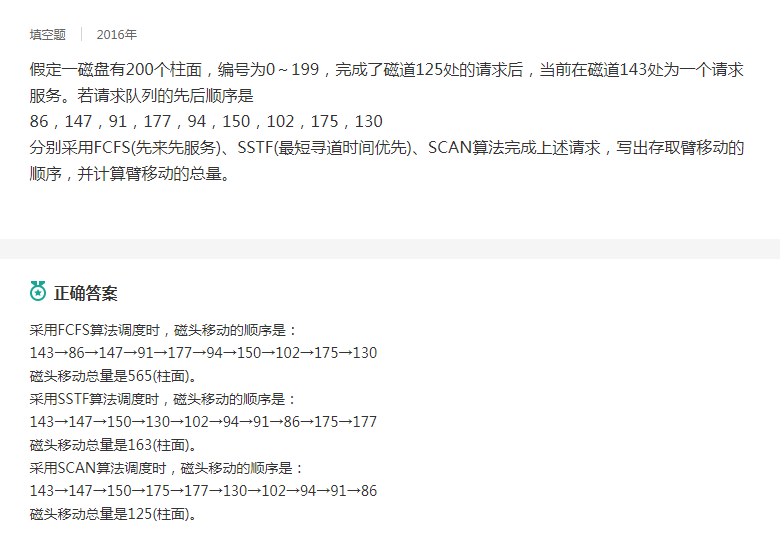 填空题 | 2016年
假定一磁盘有200个柱面，编号为0～199，完成了磁道125处的请求后，当前在磁道143处为一个请求
服务。若请求队列的先后顺序是
86，147，91，177，94，150，102，175，130
分别采用FCFS(先来先服务)、SSTF(最短寻道时间优先)、SCAN算法完成上述请求，写出存取臂移动的
顺序，并计算臂移动的总量。
正确答案
采用FCFS算法调度时，磁头移动的顺序是：
143→86→147→91→177→94→150→102→175→130
磁头移动总量是565(柱面)。
采用SSTF算法调度时，磁头移动的顺序是：
143→147→150→130→102→94→91→86→175→177
磁头移动总量是163(柱面)。
采用SCAN算法调度时，磁头移动的顺序是：
143→147→150→175→177→130→102→94→91→86
磁头移动总量是125(柱面)。